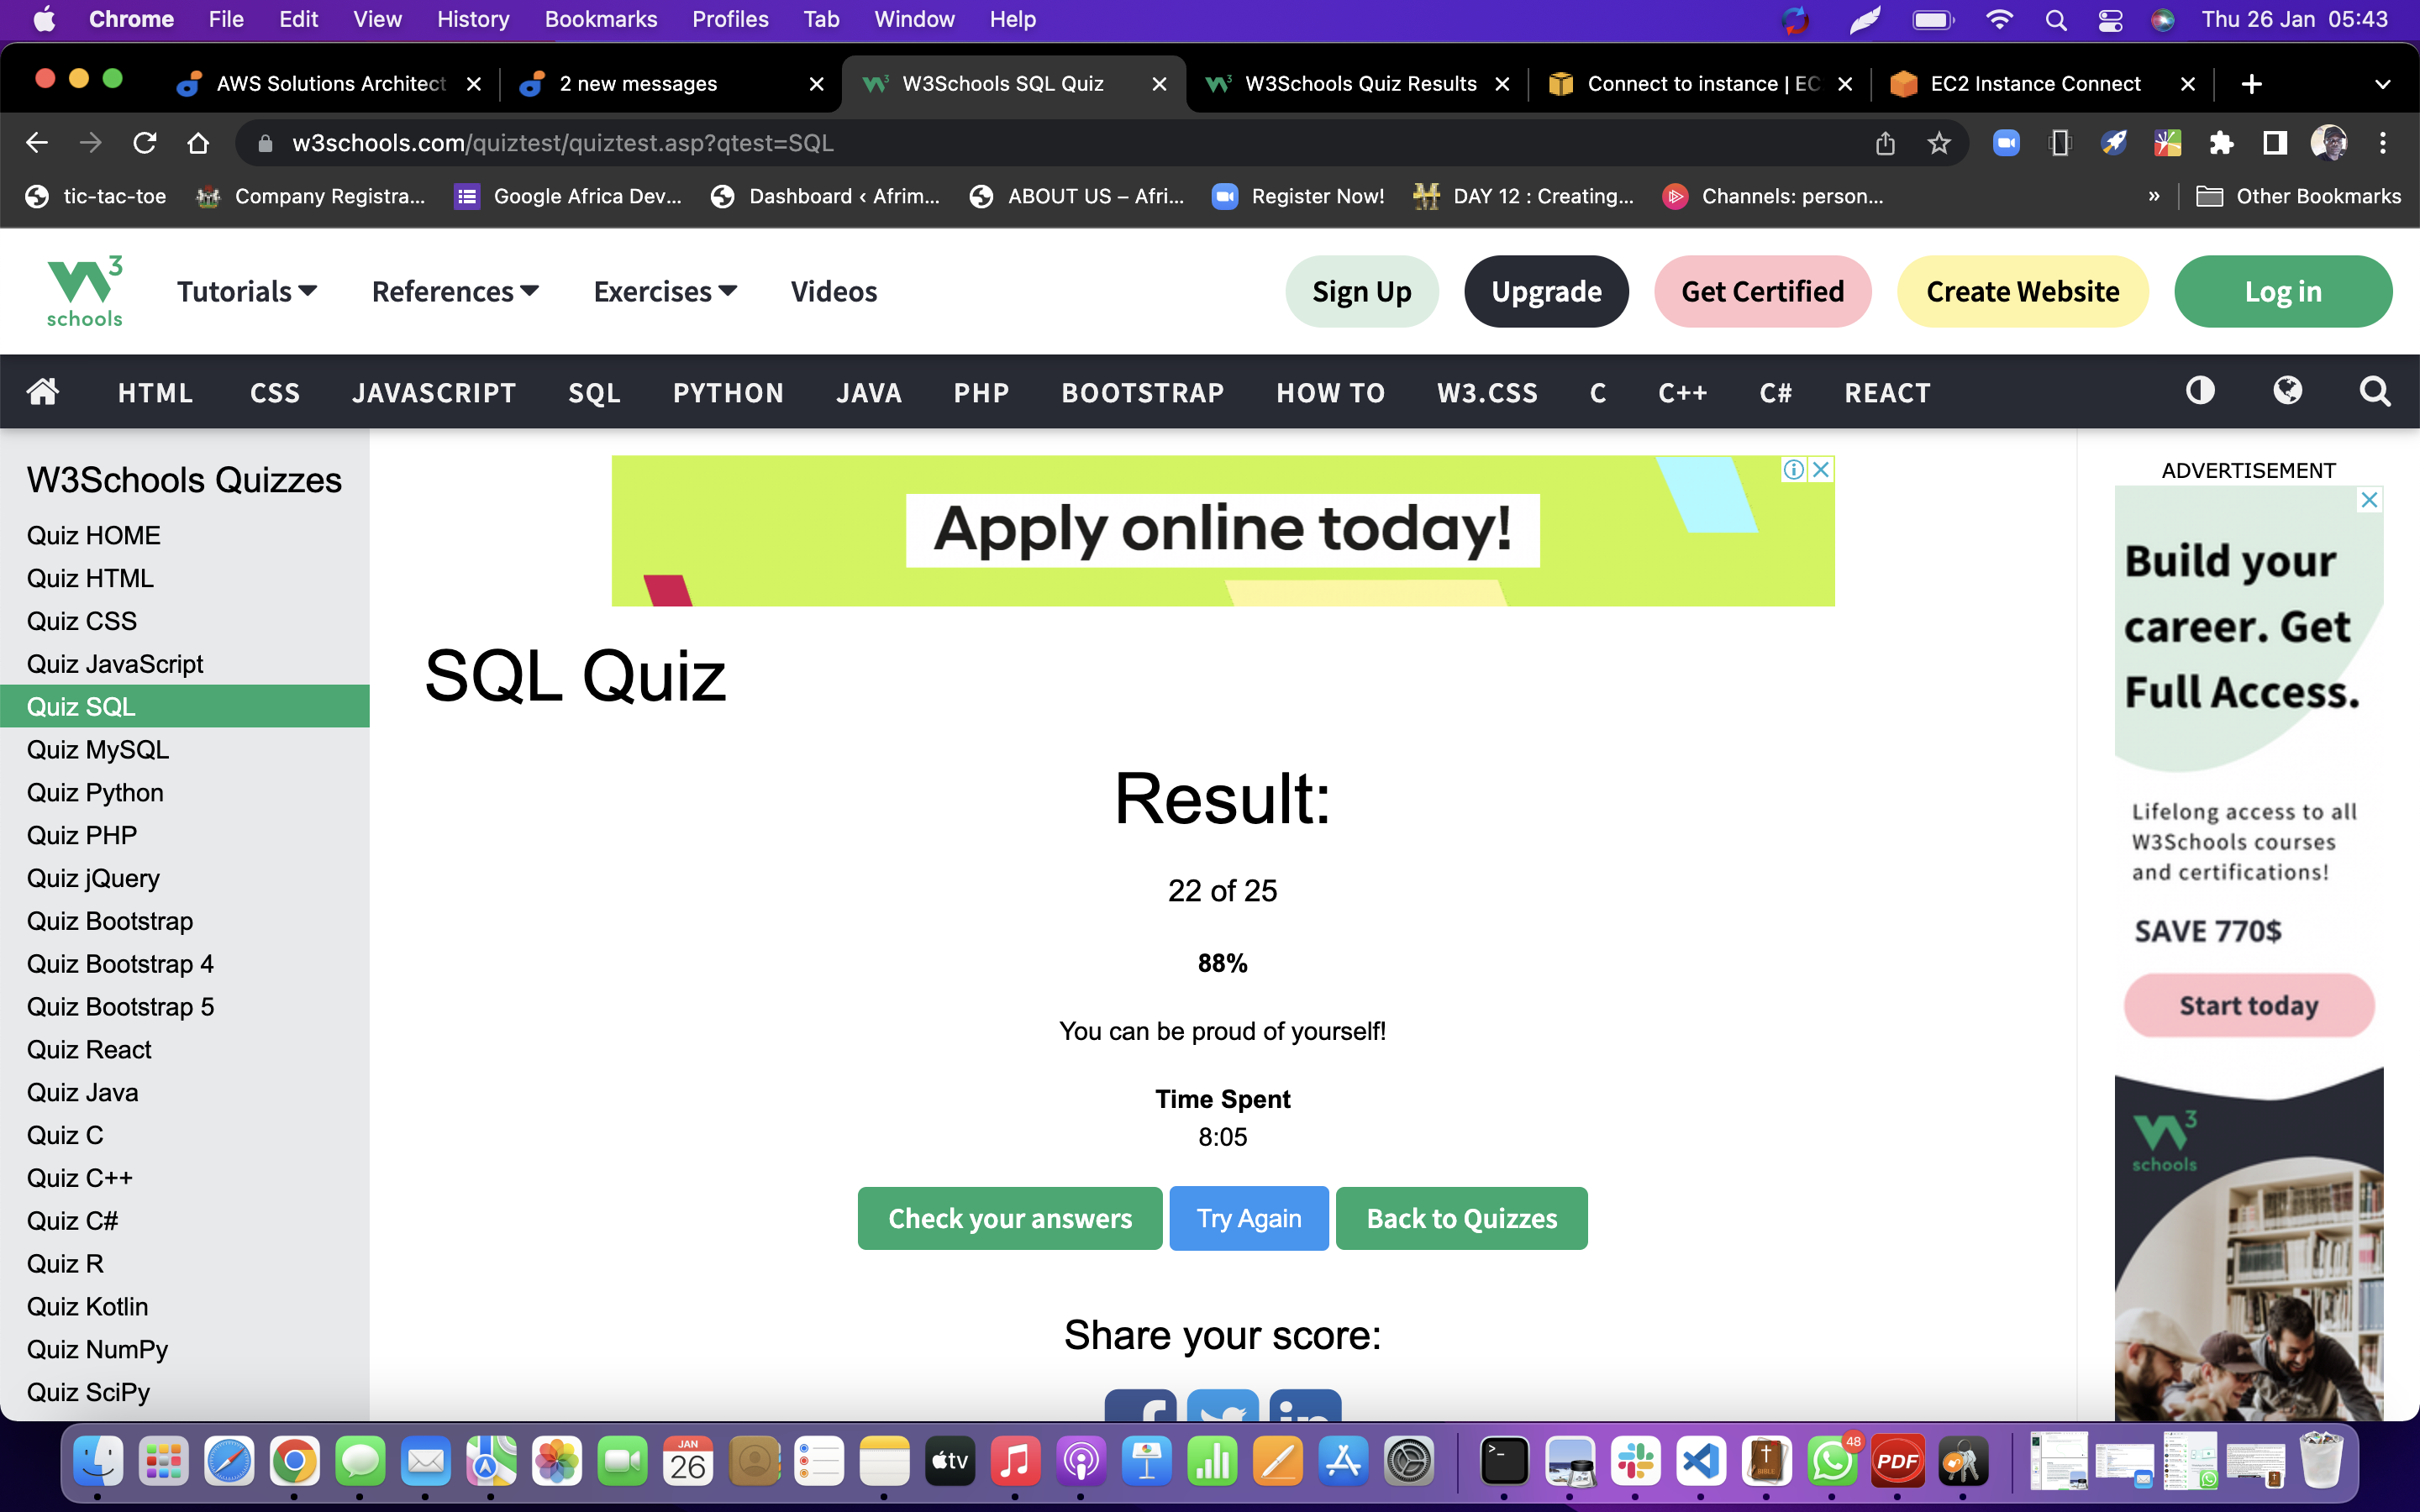 Chrome File Edit View History Bookmarks Profiles Tab Window Help Thu 26 Jan 05:43
AWS Solutions Architect 2 new messages W3Schools SQL Quiz W3Schools Quiz Results Connect to instance | EC EC2 Instance Connect
w3schools.com/quiztest/quiztest.asp?qtest=SQL
tic-tac-toe Company Registra... Google Africa Dev... Dashboard ‹ Afrim... ABOUT US – Afri... Register Now! DAY 12 : Creating... Channels: person... » Other Bookmarks
W3 schools Tutorials References Exercises Videos Sign Up Upgrade Get Certified Create Website Log in
HTML CSS JAVASCRIPT SQL PYTHON JAVA PHP BOOTSTRAP HOW TO W3.CSS C C++ C# REACT
W3Schools Quizzes
Quiz HOME
Quiz HTML
Quiz CSS
Quiz JavaScript
Quiz SQL
Quiz MySQL
Quiz Python
Quiz PHP
Quiz jQuery
Quiz Bootstrap
Quiz Bootstrap 4
Quiz Bootstrap 5
Quiz React
Quiz Java
Quiz C
Quiz C++
Quiz C#
Quiz R
Quiz Kotlin
Quiz NumPy
Quiz SciPy
Apply online today!
SQL Quiz
Result:
22 of 25
88%
You can be proud of yourself!
Time Spent
8:05
Check your answers Try Again Back to Quizzes
Share your score:
ADVERTISEMENT
Build your
career. Get
Full Access.
Lifelong access to all
W3Schools courses
and certifications!
SAVE 770$
Start today
W3
schools
JAN
26
tv
48
PDF
BIBLE